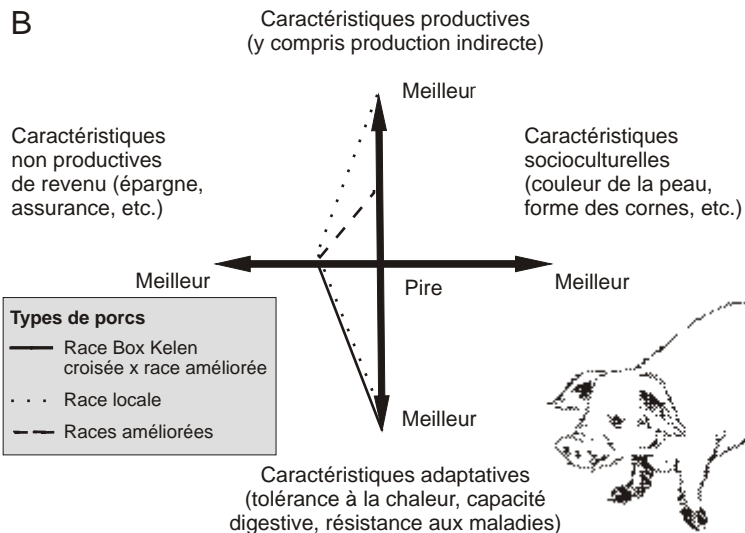 B
Caractéristiques productives
(y compris production indirecte)
Meilleur
Caractéristiques
non productives
de revenu (épargne,
assurance, etc.)
Caractéristiques
socioculturelles
(couleur de la peau,
forme des cornes, etc.)
Meilleur
Pire
Meilleur
Types de porcs
Race Box Kelen
croisée x race améliorée
Race locale
Races améliorées
Meilleur
Caractéristiques adaptatives
(tolérance à la chaleur, capacité
digestive, résistance aux maladies)